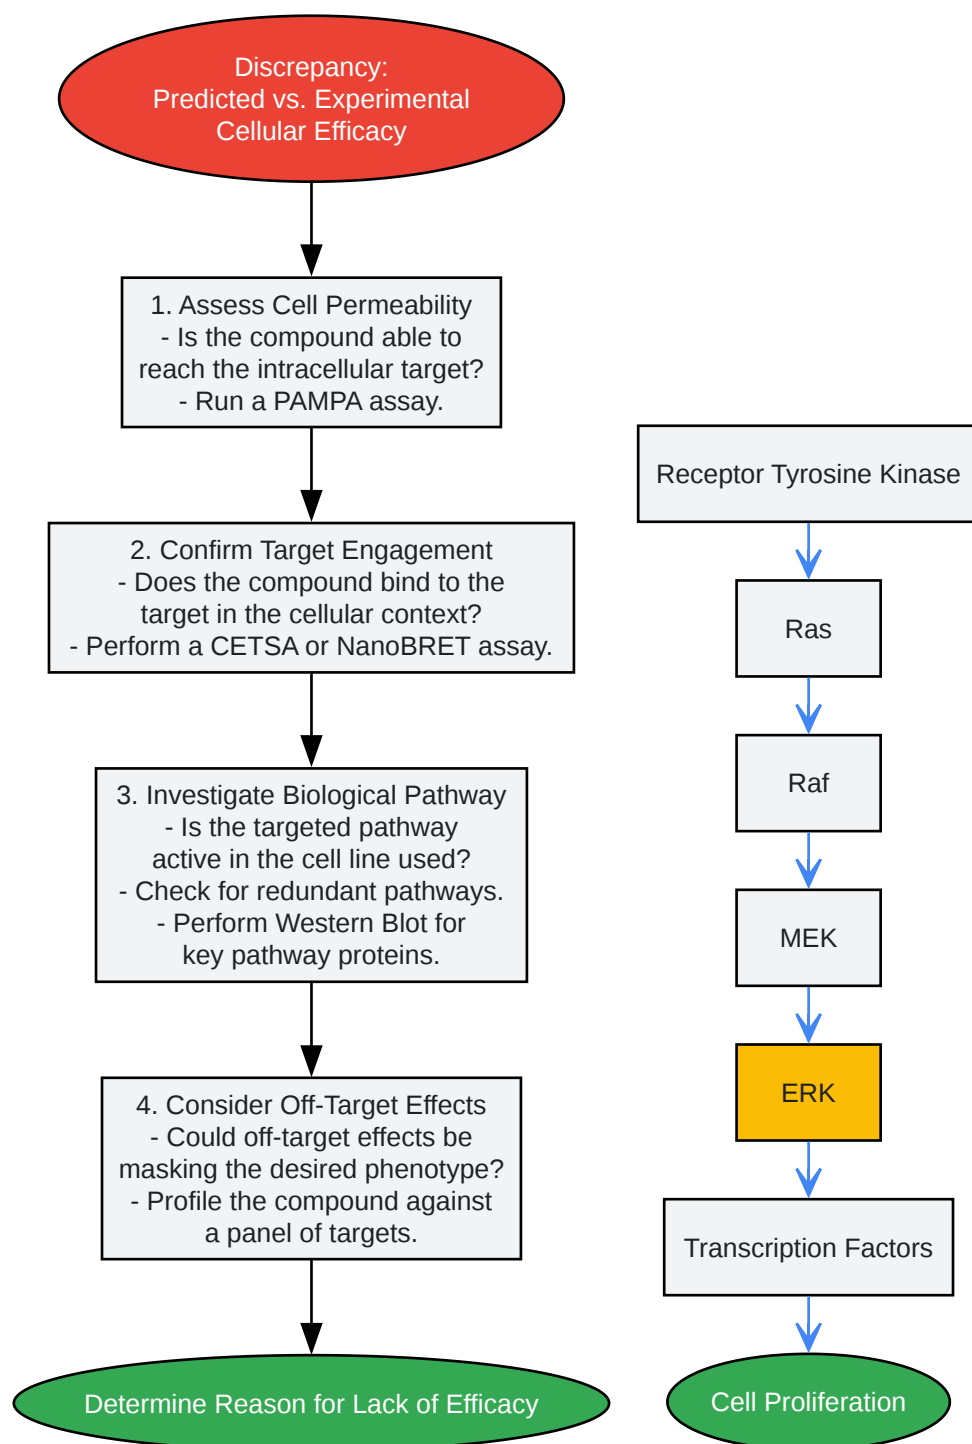 Discrepancy:
Predicted vs. Experimental
Cellular Efficacy
1. Assess Cell Permeability
- Is the compound able to
reach the intracellular target?
- Run a PAMPA assay.
2. Confirm Target Engagement
- Does the compound bind to the
target in the cellular context?
- Perform a CETSA or NanoBRET assay.
3. Investigate Biological Pathway
- Is the targeted pathway
active in the cell line used?
- Check for redundant pathways.
- Perform Western Blot for
key pathway proteins.
4. Consider Off-Target Effects
- Could off-target effects be
masking the desired phenotype?
- Profile the compound against
a panel of targets.
Determine Reason for Lack of Efficacy
Receptor Tyrosine Kinase
Ras
Raf
MEK
ERK
Transcription Factors
Cell Proliferation